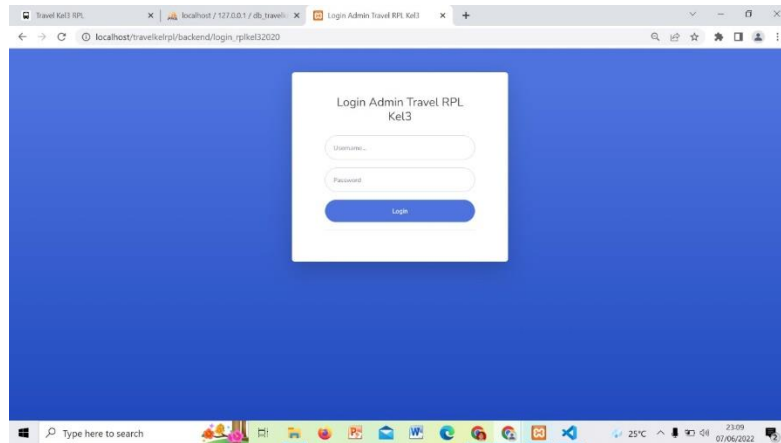 Travel Kel3 RPL
localhost / 127.0.0.1 / db_traveli
Login Admin Travel RPL Kel3
localhost/travelkelrpl/backend/login_rplkel32020
Login Admin Travel RPL
Kel3
Username...
Password
Login
Type here to search
25°C
23.09
07/06/2022